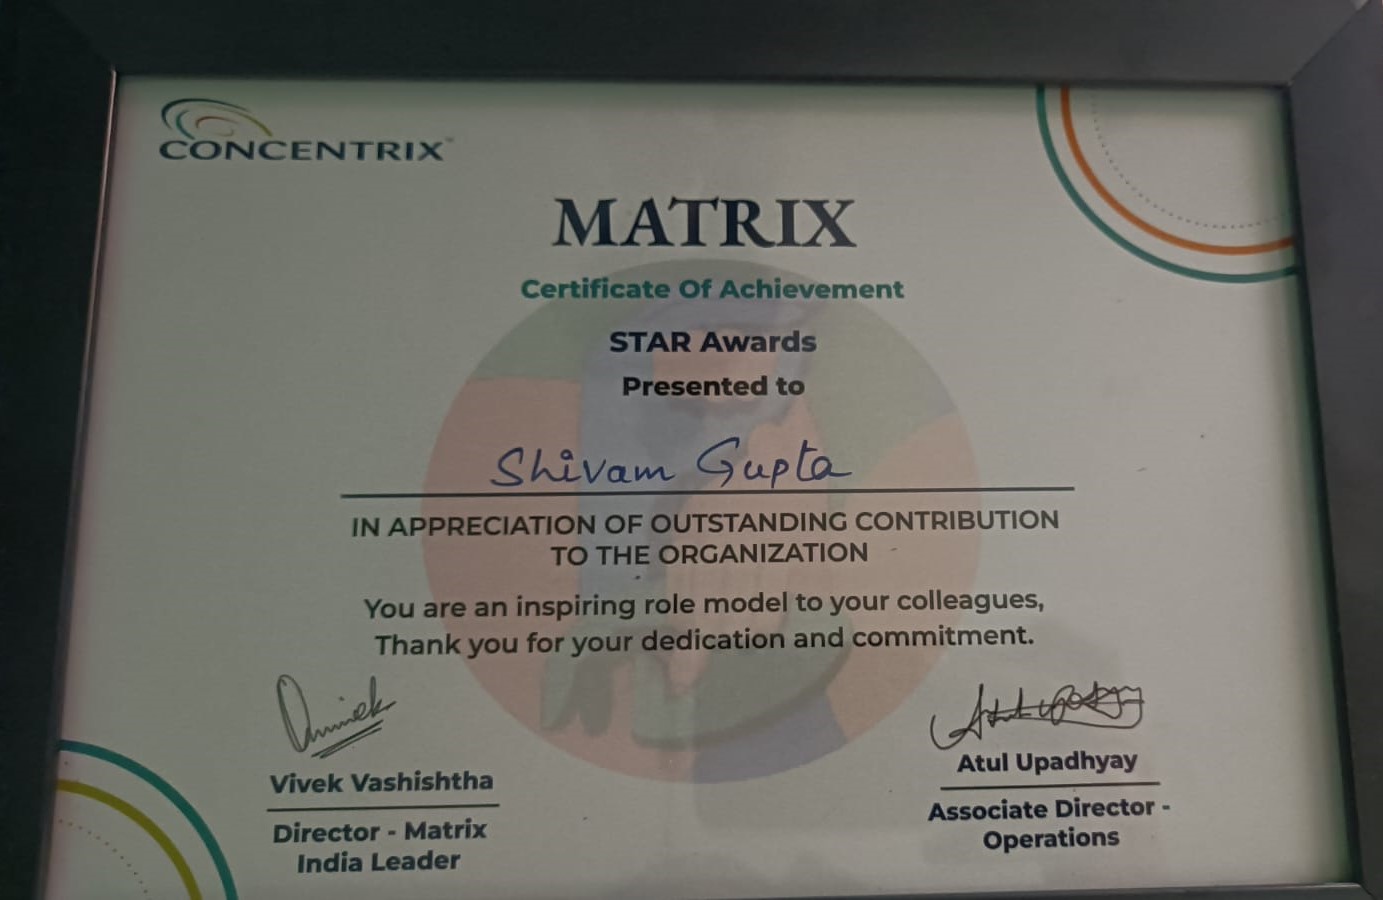 CONCENTRIX
MATRIX
Certificate Of Achievement
STAR Awards
Presented to
Shivam Gupta
IN APPRECIATION OF OUTSTANDING CONTRIBUTION
TO THE ORGANIZATION
You are an inspiring role model to your colleagues,
Thank you for your dedication and commitment.
Vivek Vashishtha
Director - Matrix
India Leader
Atul Upadhyay
Associate Director -
Operations